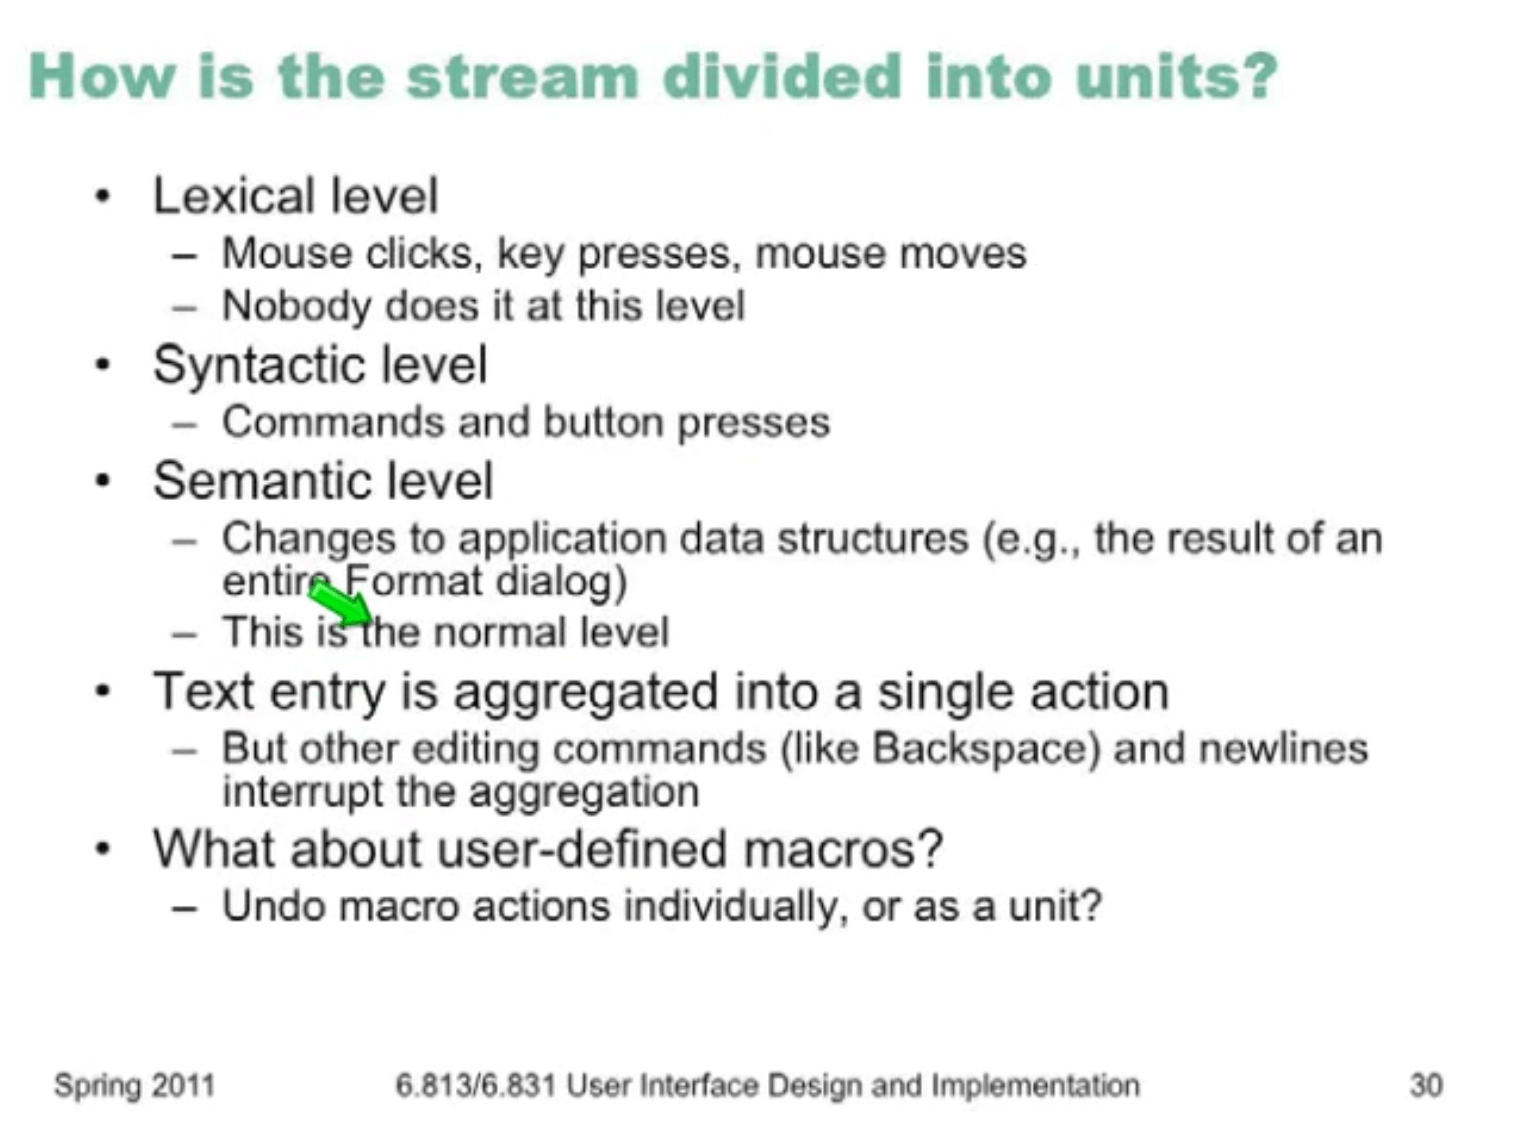 How is the stream divided into units?
• Lexical level
– Mouse clicks, key presses, mouse moves
– Nobody does it at this level
• Syntactic level
– Commands and button presses
• Semantic level
– Changes to application data structures (e.g., the result of an
entire Format dialog)
– This is the normal level
• Text entry is aggregated into a single action
– But other editing commands (like Backspace) and newlines
interrupt the aggregation
• What about user-defined macros?
– Undo macro actions individually, or as a unit?
Spring 2011 6.813/6.831 User Interface Design and Implementation 30